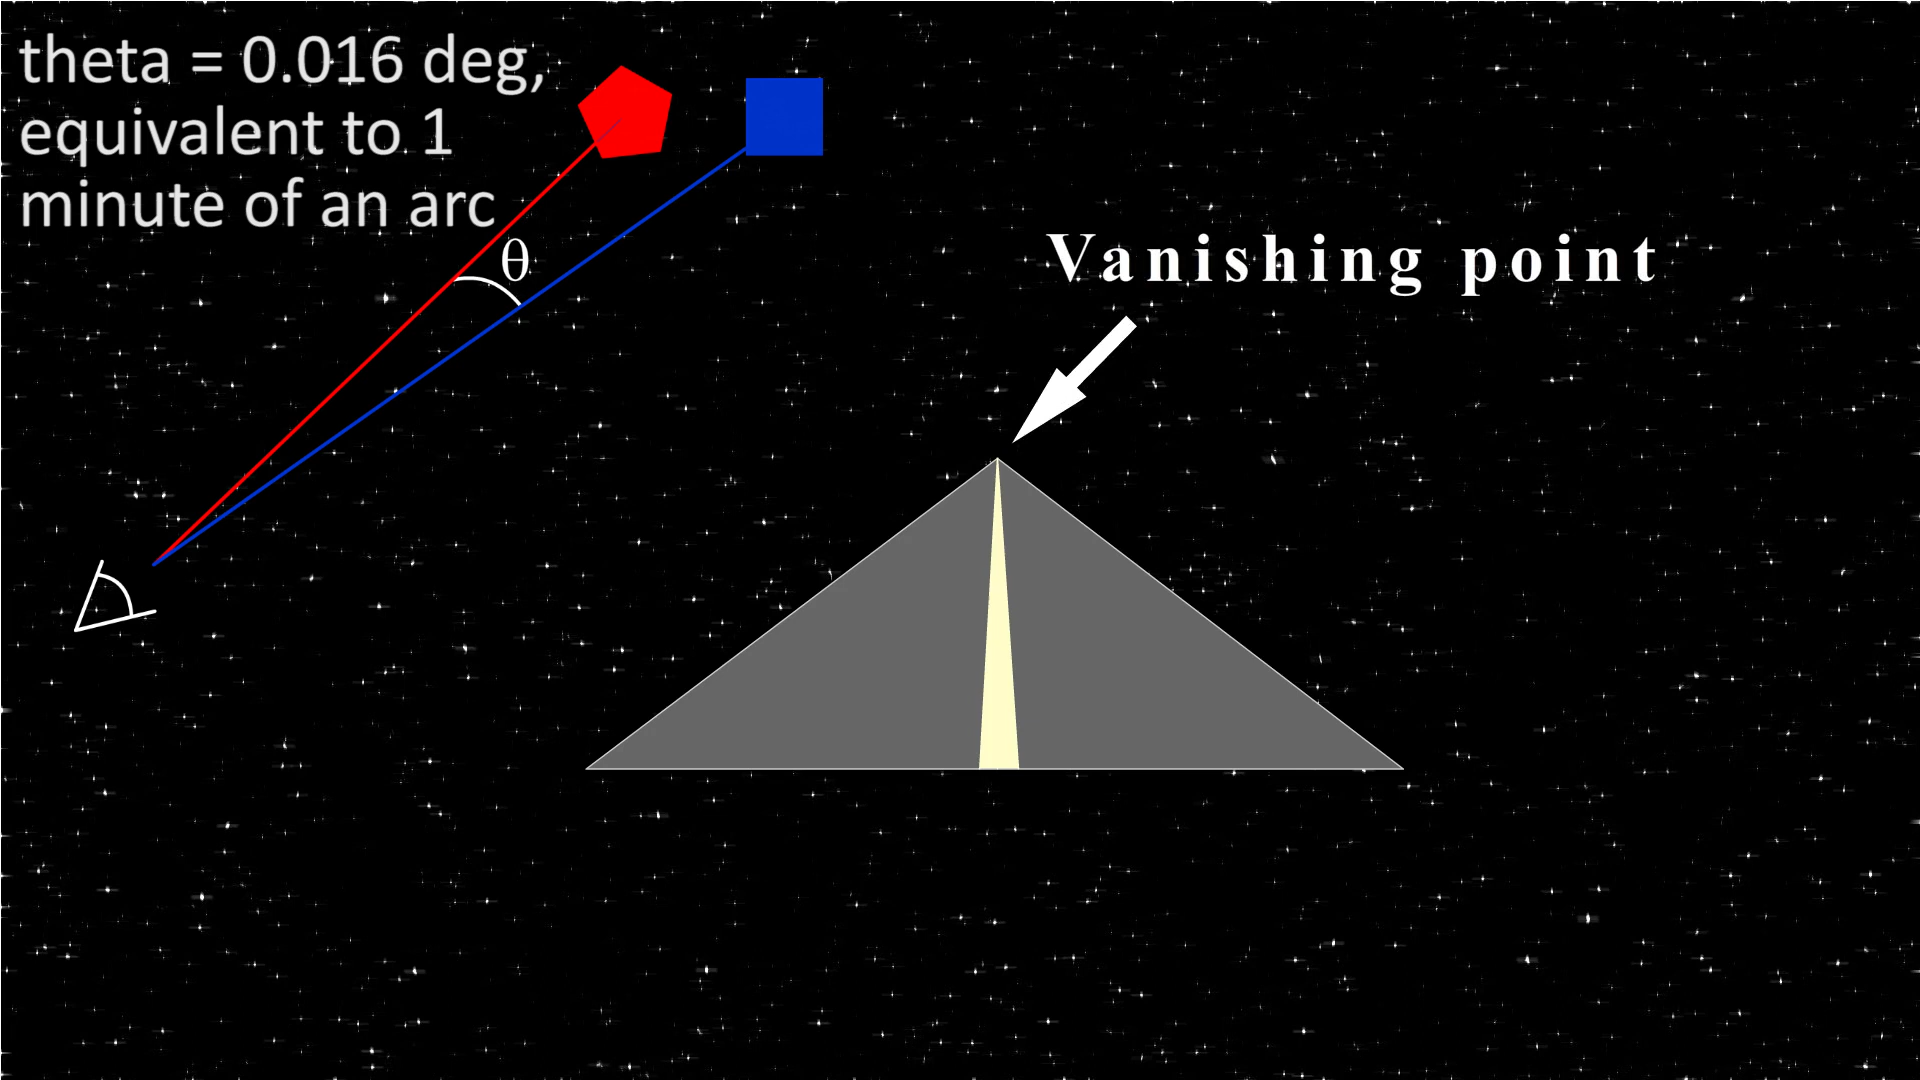 theta = 0.016 deg,
equivalent to 1
minute of an arc
θ
Vanishing point